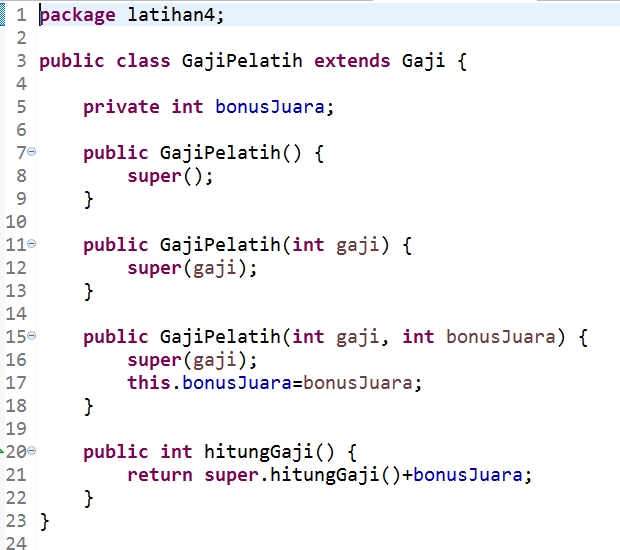 1 package latihan4;
2
3 public class GajiPelatih extends Gaji {
4
5     private int bonusJuara;
6
7     public GajiPelatih() {
8         super();
9     }
10
11     public GajiPelatih(int gaji) {
12         super(gaji);
13     }
14
15     public GajiPelatih(int gaji, int bonusJuara) {
16         super(gaji);
17         this.bonusJuara=bonusJuara;
18     }
19
20     public int hitungGaji() {
21         return super.hitungGaji()+bonusJuara;
22     }
23 }
24